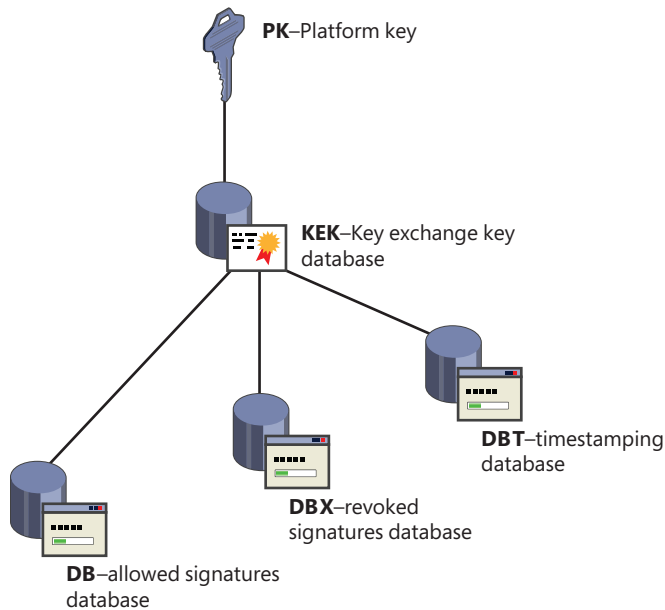 PK–Platform key
KEK–Key exchange key
database
DBT–timestamping
database
DBX–revoked
signatures database
DB–allowed signatures
database